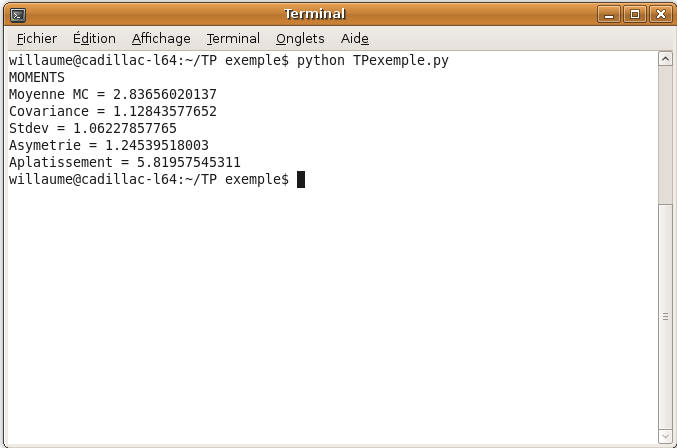 Terminal
Fichier Édition Affichage Terminal Onglets Aide
willaume@cadillac-l64:~/TP exemple$ python TPexemple.py
MOMENTS
Moyenne MC = 2.83656020137
Covariance = 1.12843577652
Stdev = 1.06227857765
Asymetrie = 1.24539518003
Aplatissement = 5.81957545311
willaume@cadillac-l64:~/TP exemple$